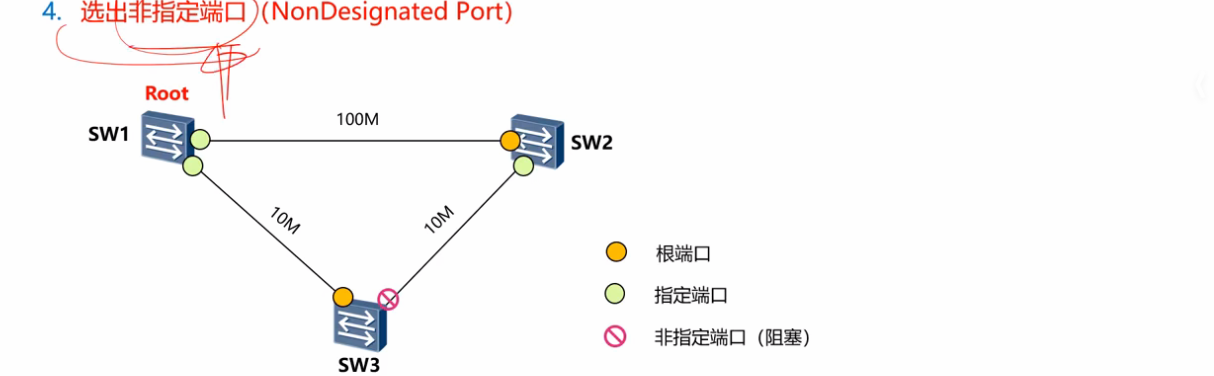 4. 选出非指定端口 (NonDesignated Port)
Root
SW1
100M
SW2
10M
10M
根端口
指定端口
非指定端口（阻塞）
SW3